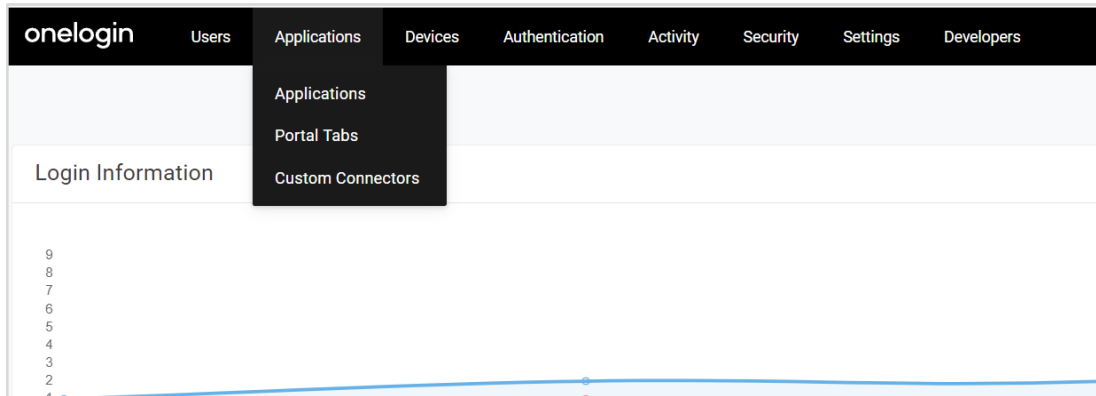 onelogin Users Applications Devices Authentication Activity Security Settings Developers
Applications
Portal Tabs
Login Information
Custom Connectors
9
8
7
6
5
4
3
2
1